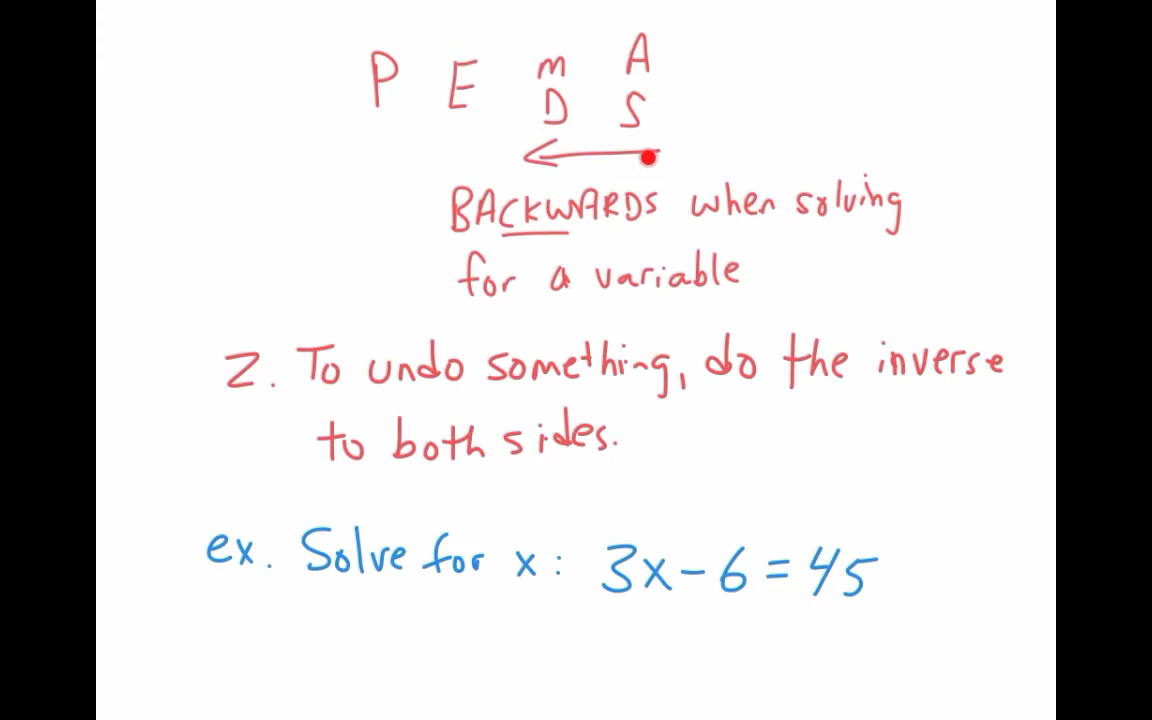 P E M A
D S
BACKWARDS when solving
for a variable
2. To undo something, do the inverse
to both sides.
ex. Solve for x: 3x-6=45